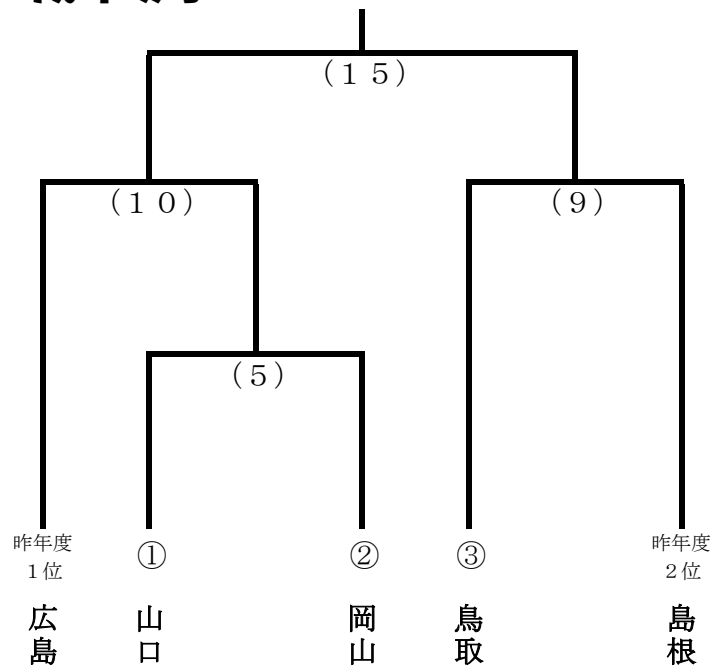 （１５）
（１０）
（９）
（５）
昨年度
１位
①
②
③
昨年度
２位
広島
山口
岡山
鳥取
島根